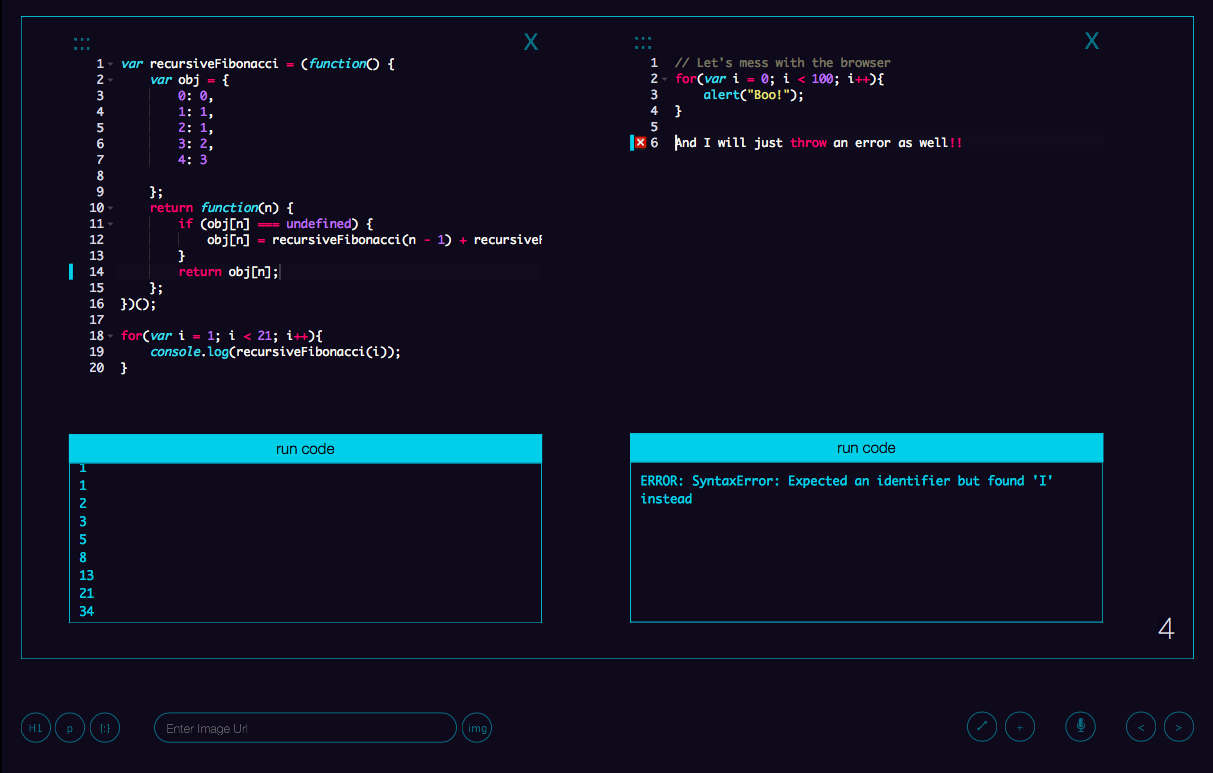 X
1 var recursiveFibonacci = (function() {
2 var obj = {
3 0: 0,
4 1: 1,
5 2: 1,
6 3: 2,
7 4: 3
8
9 };
10 return function(n) {
11 if (obj[n] === undefined) {
12 obj[n] = recursiveFibonacci(n - 1) + recursiveF
13 }
14 return obj[n];
15 };
16 })();
17
18 for(var i = 1; i < 21; i++){
19 console.log(recursiveFibonacci(i));
20 }
run code
1
1
2
3
5
8
13
21
34
X
1 // Let's mess with the browser
2 for(var i = 0; i < 100; i++){
3 alert("Boo!");
4 }
5
6 And I will just throw an error as well!!
run code
ERROR: SyntaxError: Expected an identifier but found 'I'
instead
4
H1 p [:} Enter Image Url img + < >